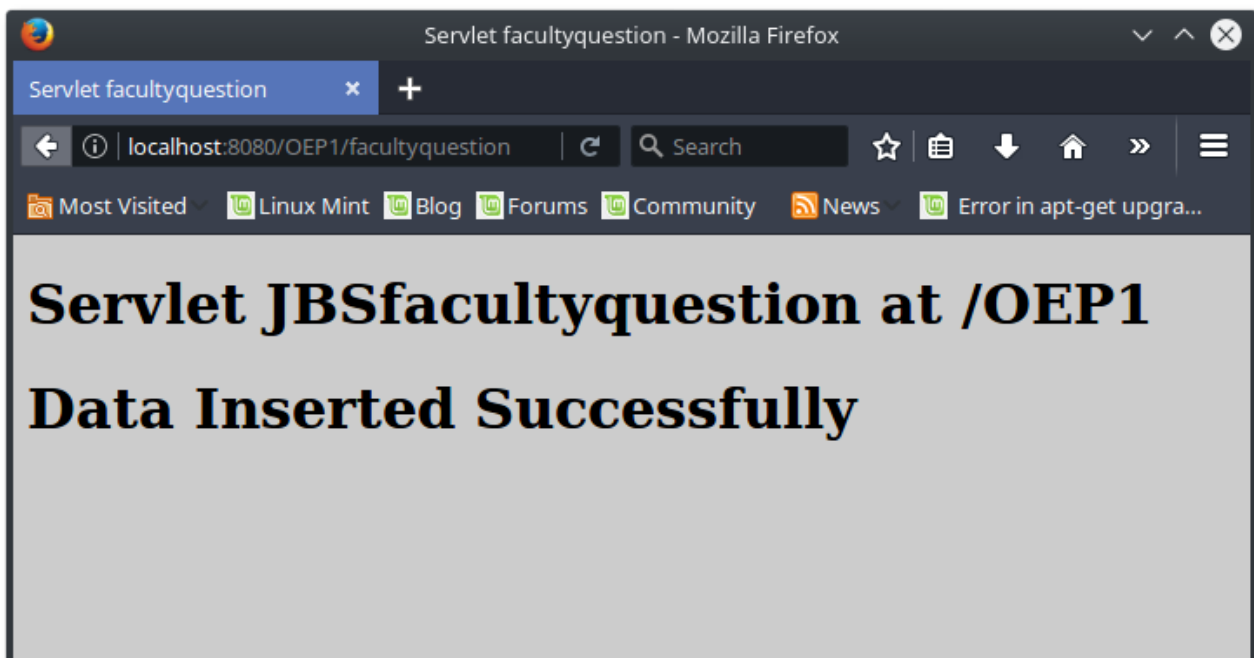 Servlet facultyquestion - Mozilla Firefox
Servlet facultyquestion
localhost:8080/OEP1/facultyquestion Search
Most Visited Linux Mint Blog Forums Community News Error in apt-get upgra...
Servlet JBSfacultyquestion at /OEP1
Data Inserted Successfully